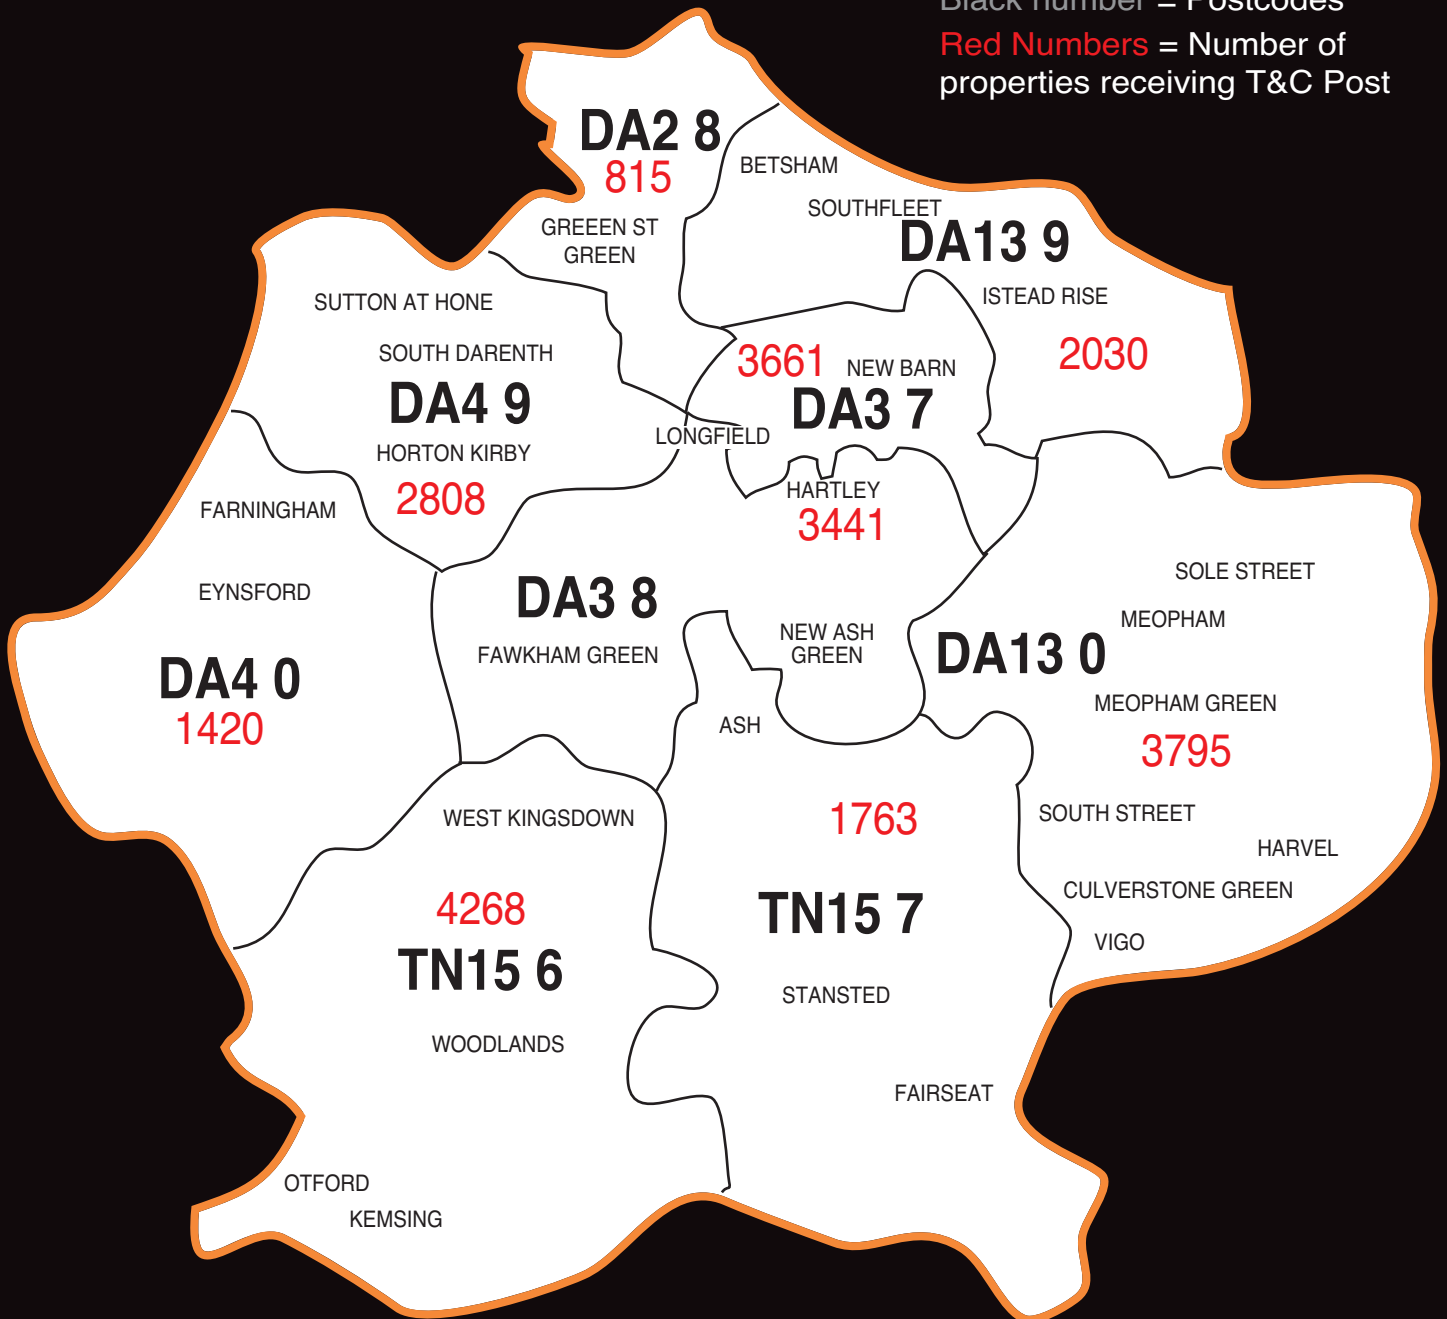 Black number = Postcodes
Red Numbers = Number of
properties receiving T&C Post
DA2 8
815
GREEEN ST
GREEN
BETSHAM
SOUTHFLEET
DA13 9
ISTEAD RISE
2030
SUTTON AT HONE
SOUTH DARENTH
DA4 9
HORTON KIRBY
2808
3661
NEW BARN
DA3 7
LONGFIELD
HARTLEY
3441
FARNINGHAM
EYNSFORD
DA4 0
1420
DA3 8
FAWKHAM GREEN
NEW ASH
GREEN
SOLE STREET
MEOPHAM
DA13 0
MEOPHAM GREEN
3795
SOUTH STREET
HARVEL
CULVERSTONE GREEN
VIGO
ASH
1763
TN15 7
STANSTED
FAIRSEAT
WEST KINGSDOWN
4268
TN15 6
WOODLANDS
OTFORD
KEMSING